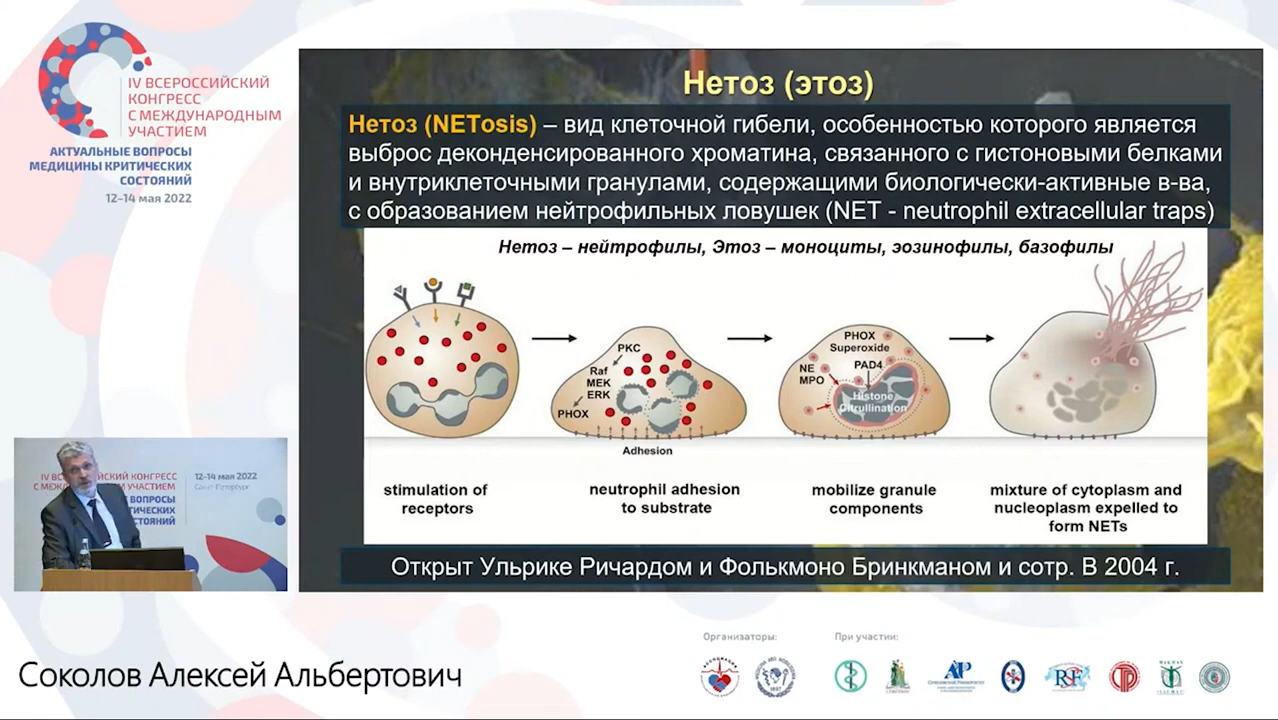 IV ВСЕРОССИЙСКИЙ
КОНГРЕСС
С МЕЖДУНАРОДНЫМ
УЧАСТИЕМ
АКТУАЛЬНЫЕ ВОПРОСЫ
МЕДИЦИНЫ КРИТИЧЕСКИХ
СОСТОЯНИЙ
12–14 мая 2022
Нетоз (этоз)
Нетоз (NETosis) – вид клеточной гибели, особенностью которого является
выброс деконденсированного хроматина, связанного с гистоновыми белками
и внутриклеточными гранулами, содержащими биологически-активные в-ва,
с образованием нейтрофильных ловушек (NET - neutrophil extracellular traps)
Нетоз – нейтрофилы, Этоз – моноциты, эозинофилы, базофилы
PKC
Raf
MEK
ERK
PHOX
Adhesion
PHOX
Superoxide
NE
MPO
PAD4
Histone
Citrullination
stimulation of
receptors
neutrophil adhesion
to substrate
mobilize granule
components
mixture of cytoplasm and
nucleoplasm expelled to
form NETs
Открыт Ульрике Ричардом и Фолькмоно Бринкманом и сотр. В 2004 г.
12–14 мая 2022
Санкт-Петербург
Соколов Алексей Альбертович
Организаторы:
При участии: